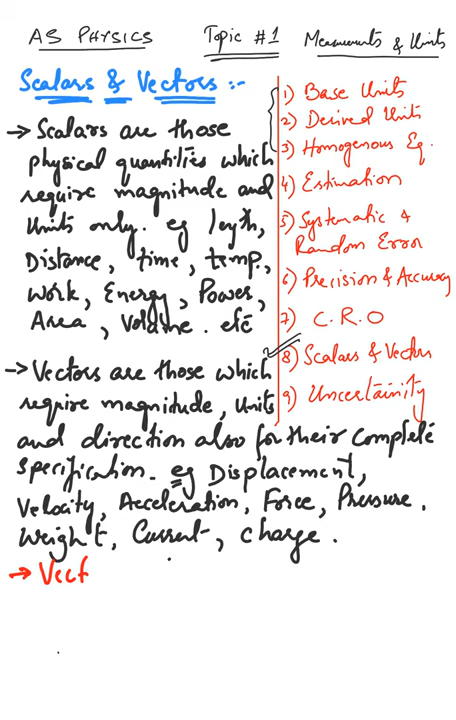 AS PHYSICS Topic #1 Measurements & Units
Scalars & Vectors :-
→ Scalars are those
physical quantities which
require magnitude and
Units only. eg length,
Distance, time, temp,
Work, Energy, Power,
Area, Volume. etc
→ Vectors are those which
require magnitude, Units
and direction also for their complete
specification. eg Displacement,
Velocity, Acceleration, Force, Pressure.
Weight, Current, charge.
→ Vect
1) Base Units
2) Derived Units
3) Homogenous Eq.
4) Estimation
5) Systematic &
Random Error
6) Precision & Accuracy
7) C.R.O
8) Scalars & Vectors
9) Uncertainity